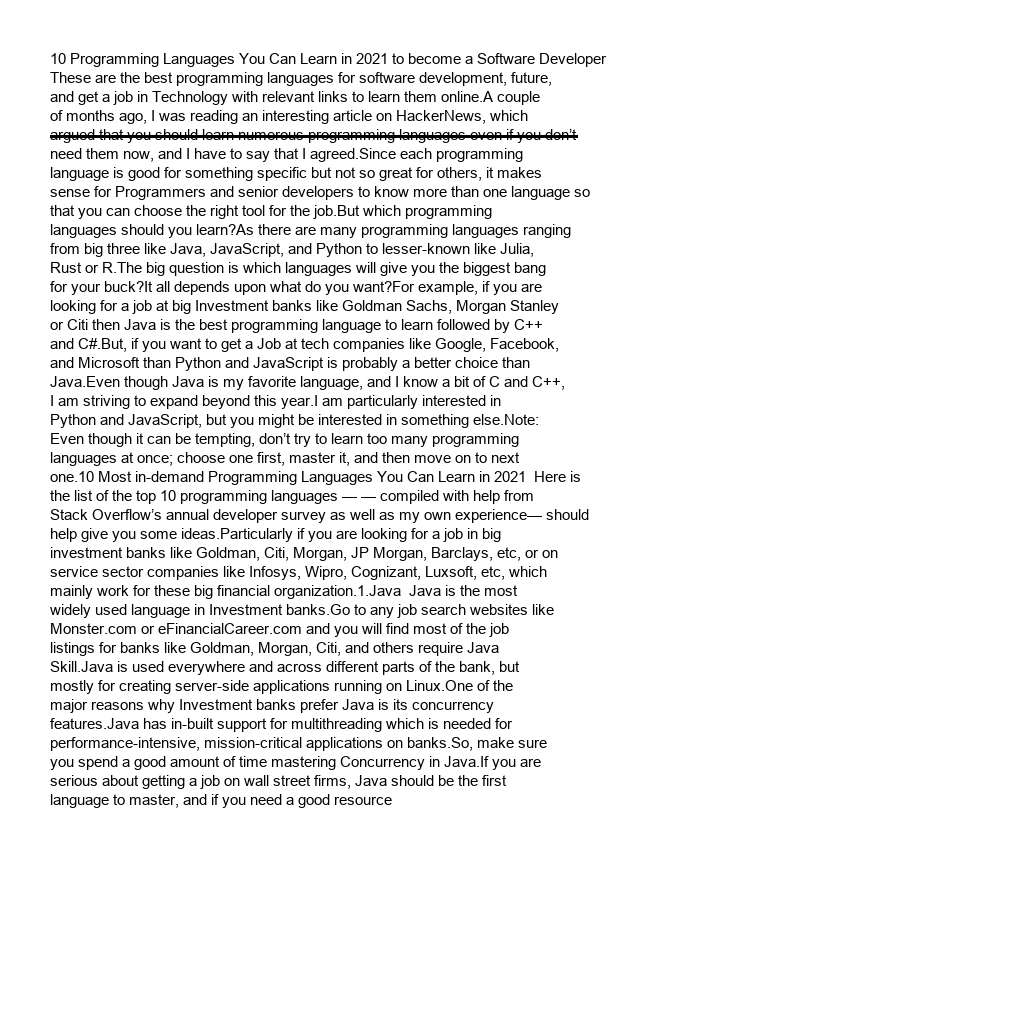 10 Programming Languages You Can Learn in 2021 to become a Software Developer
These are the best programming languages for software development, future,
and get a job in Technology with relevant links to learn them online.A couple
of months ago, I was reading an interesting article on HackerNews, which
argued that you should learn numerous programming languages even if you don’t
need them now, and I have to say that I agreed.Since each programming
language is good for something specific but not so great for others, it makes
sense for Programmers and senior developers to know more than one language so
that you can choose the right tool for the job.But which programming
languages should you learn?As there are many programming languages ranging
from big three like Java, JavaScript, and Python to lesser-known like Julia,
Rust or R.The big question is which languages will give you the biggest bang
for your buck?It all depends upon what do you want?For example, if you are
looking for a job at big Investment banks like Goldman Sachs, Morgan Stanley
or Citi then Java is the best programming language to learn followed by C++
and C#.But, if you want to get a Job at tech companies like Google, Facebook,
and Microsoft than Python and JavaScript is probably a better choice than
Java.Even though Java is my favorite language, and I know a bit of C and C++,
I am striving to expand beyond this year.I am particularly interested in
Python and JavaScript, but you might be interested in something else.Note:
Even though it can be tempting, don’t try to learn too many programming
languages at once; choose one first, master it, and then move on to next
one.10 Most in-demand Programming Languages You Can Learn in 2021  Here is
the list of the top 10 programming languages — — compiled with help from
Stack Overflow’s annual developer survey as well as my own experience— should
help give you some ideas.Particularly if you are looking for a job in big
investment banks like Goldman, Citi, Morgan, JP Morgan, Barclays, etc, or on
service sector companies like Infosys, Wipro, Cognizant, Luxsoft, etc, which
mainly work for these big financial organization.1.Java  Java is the most
widely used language in Investment banks.Go to any job search websites like
Monster.com or eFinancialCareer.com and you will find most of the job
listings for banks like Goldman, Morgan, Citi, and others require Java
Skill.Java is used everywhere and across different parts of the bank, but
mostly for creating server-side applications running on Linux.One of the
major reasons why Investment banks prefer Java is its concurrency
features.Java has in-built support for multithreading which is needed for
performance-intensive, mission-critical applications on banks.So, make sure
you spend a good amount of time mastering Concurrency in Java.If you are
serious about getting a job on wall street firms, Java should be the first
language to master, and if you need a good resource